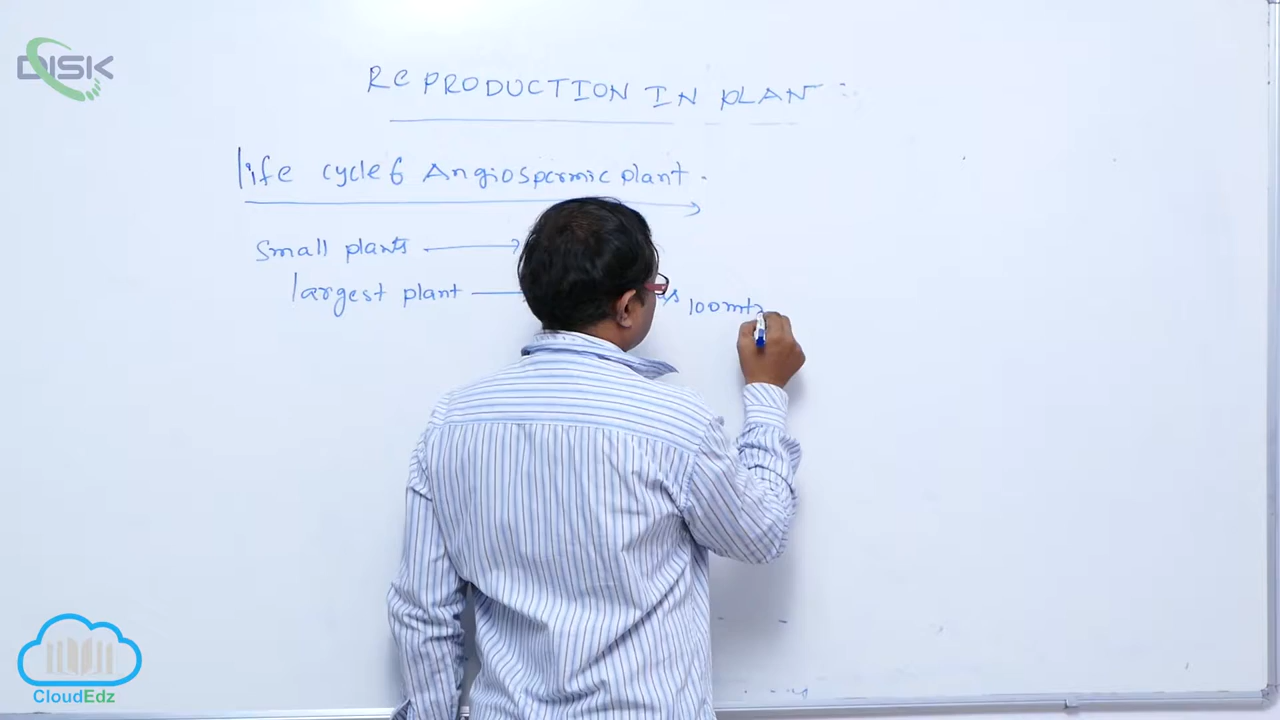 DISK
REPRODUCTION IN PLANT :
life cycle of Angiospermic plant .
small plants
largest plant 100mts
CloudEdz